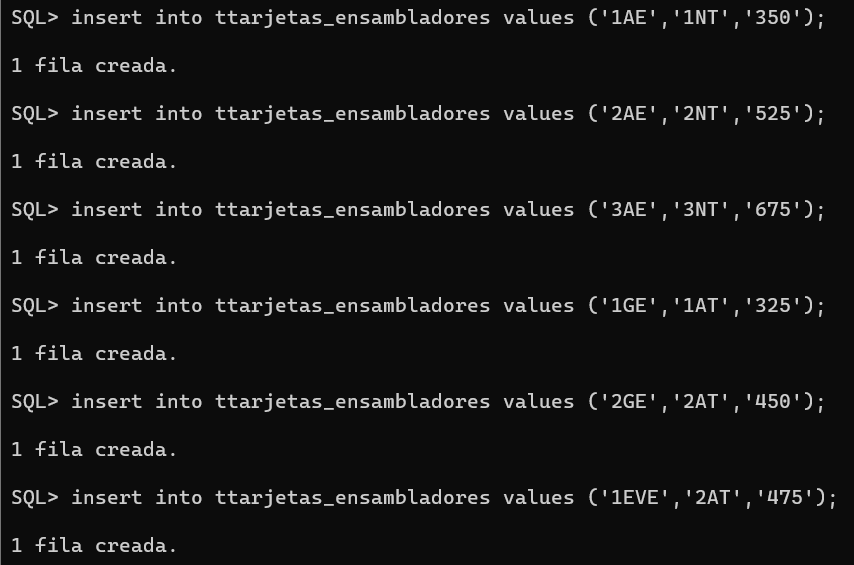 SQL> insert into ttarjetas_ensambladores values ('1AE','1NT','350');
1 fila creada.
SQL> insert into ttarjetas_ensambladores values ('2AE','2NT','525');
1 fila creada.
SQL> insert into ttarjetas_ensambladores values ('3AE','3NT','675');
1 fila creada.
SQL> insert into ttarjetas_ensambladores values ('1GE','1AT','325');
1 fila creada.
SQL> insert into ttarjetas_ensambladores values ('2GE','2AT','450');
1 fila creada.
SQL> insert into ttarjetas_ensambladores values ('1EVE','2AT','475');
1 fila creada.